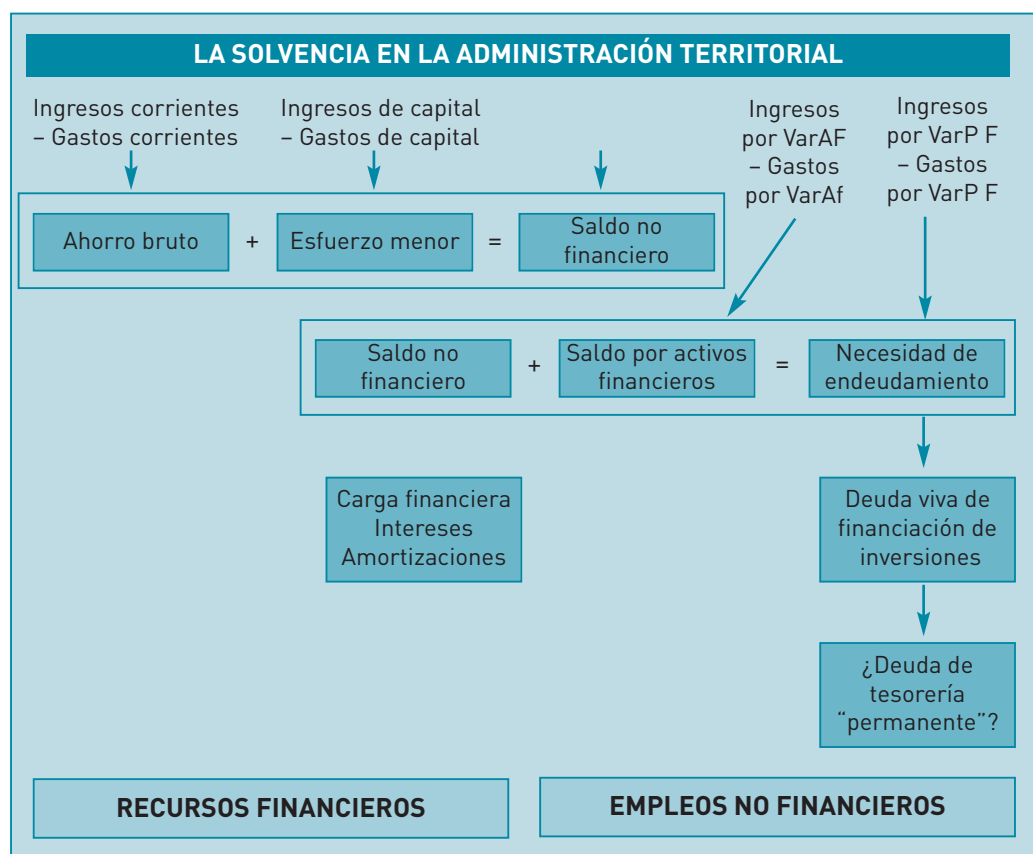 LA SOLVENCIA EN LA ADMINISTRACIÓN TERRITORIAL
Ingresos corrientes
– Gastos corrientes
Ingresos de capital
– Gastos de capital
Ingresos
por VarAF
– Gastos
por VarAf
Ingresos
por VarP F
– Gastos
por VarP F
Ahorro bruto
+
Esfuerzo menor
=
Saldo no
financiero
Saldo no
financiero
+
Saldo por activos
financieros
=
Necesidad de
endeudamiento
Carga financiera
Intereses
Amortizaciones
Deuda viva de
financiación de
inversiones
¿Deuda de
tesorería
“permanente”?
RECURSOS FINANCIEROS
EMPLEOS NO FINANCIEROS